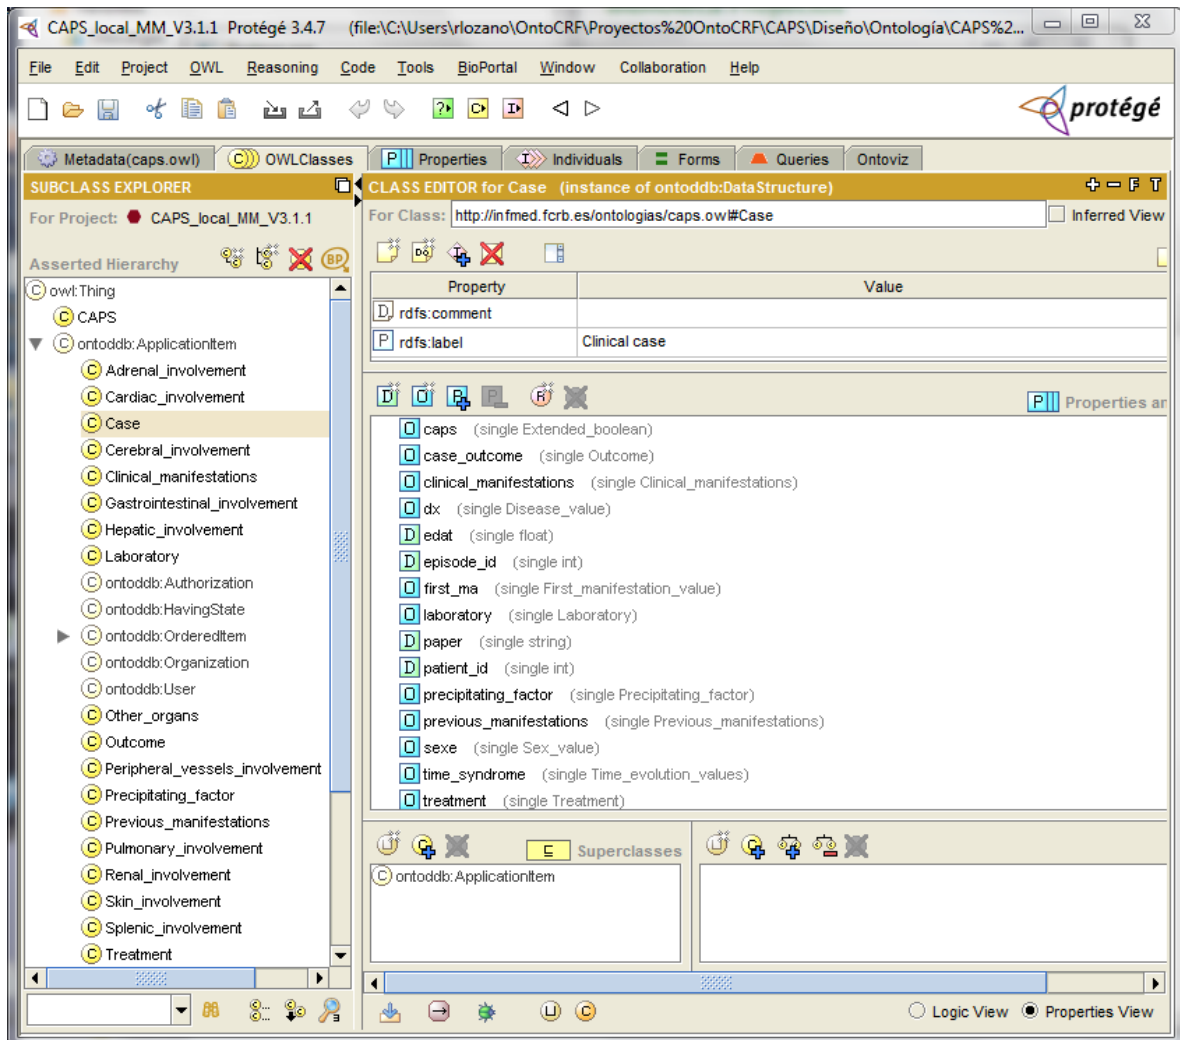 CAPS_local_MM_V3.1.1 Protégé 3.4.7 (file:\C:\Users\rlozano\OntoCRF\Proyectos%20OntoCRF\CAPS\Diseño\Ontología\CAPS%2...
File Edit Project OWL Reasoning Code Tools BioPortal Window Collaboration Help
protégé
Metadata(caps.owl) OWLClasses Properties Individuals Forms Queries Ontoviz
SUBCLASS EXPLORER
For Project: CAPS_local_MM_V3.1.1
Asserted Hierarchy
owl:Thing
CAPS
ontoddb:ApplicationItem
Adrenal_involvement
Cardiac_involvement
Case
Cerebral_involvement
Clinical_manifestations
Gastrointestinal_involvement
Hepatic_involvement
Laboratory
ontoddb:Authorization
ontoddb:HavingState
ontoddb:OrderedItem
ontoddb:Organization
ontoddb:User
Other_organs
Outcome
Peripheral_vessels_involvement
Precipitating_factor
Previous_manifestations
Pulmonary_involvement
Renal_involvement
Skin_involvement
Splenic_involvement
Treatment
CLASS EDITOR for Case (instance of ontoddb:DataStructure)
For Class: http://infmed.fcrb.es/ontologias/caps.owl#Case Inferred View
Property Value
rdfs:comment
rdfs:label Clinical case
Properties an
caps (single Extended_boolean)
case_outcome (single Outcome)
clinical_manifestations (single Clinical_manifestations)
dx (single Disease_value)
edat (single float)
episode_id (single int)
first_ma (single First_manifestation_value)
laboratory (single Laboratory)
paper (single string)
patient_id (single int)
precipitating_factor (single Precipitating_factor)
previous_manifestations (single Previous_manifestations)
sexe (single Sex_value)
time_syndrome (single Time_evolution_values)
treatment (single Treatment)
Superclasses
ontoddb:ApplicationItem
Logic View Properties View